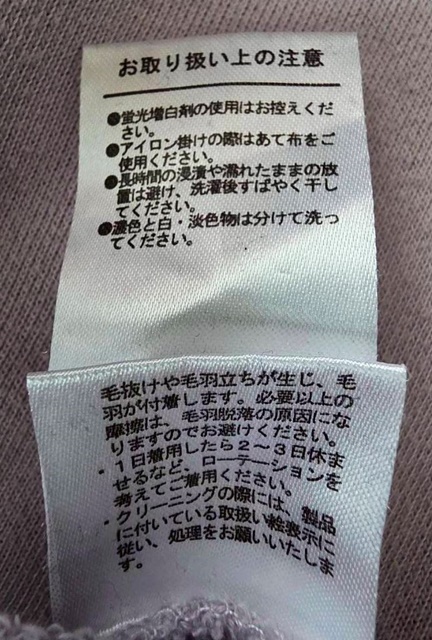 お取り扱い上の注意
●蛍光増白剤の使用はお控えくだ
さい。
●アイロン掛けの際はあて布をご
使用ください。
●長時間の浸漬や濡れたままの放
置は避け、洗濯後すばやく干し
てください。
●濃色と白・淡色物は分けて洗っ
てください。
毛抜けや毛羽立ちが生じ、毛
羽が付着します。必要以上の
摩擦は、毛羽脱落の原因にな
りますのでお避けください。
・1日着用したら2～3日休ま
せるなど、ローテーションを
考えてご着用ください。
・クリーニングの際には、製品
に付いている取扱い絵表示に
従い、処理をお願いいたしま
す。